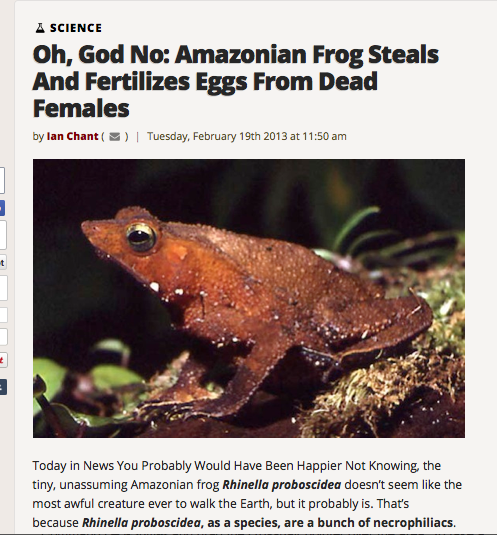 SCIENCE
Oh, God No: Amazonian Frog Steals
And Fertilizes Eggs From Dead
Females
by Ian Chant ( ) | Tuesday, February 19th 2013 at 11:50 am
Today in News You Probably Would Have Been Happier Not Knowing, the
tiny, unassuming Amazonian frog Rhinella proboscidea doesn't seem like the
most awful creature ever to walk the Earth, but it probably is. That's
because Rhinella proboscidea, as a species, are a bunch of necrophiliacs.